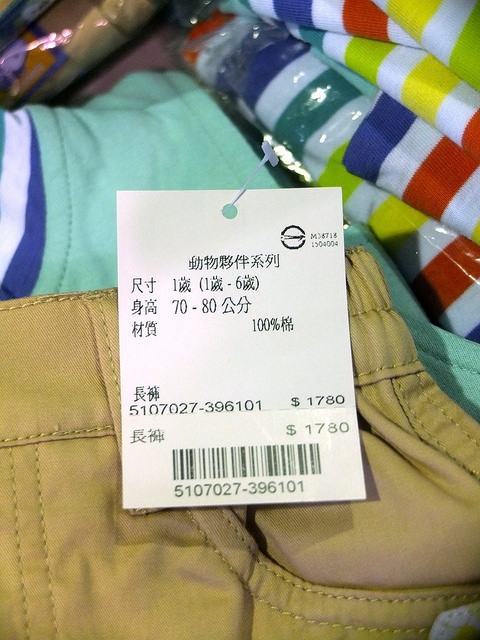 M38718
1504004
動物夥伴系列
尺寸 1歲 (1歲 - 6歲)
身高 70 - 80 公分
材質 100%棉
長褲
5107027-396101 $ 1780
長褲 $ 1780
5107027-396101